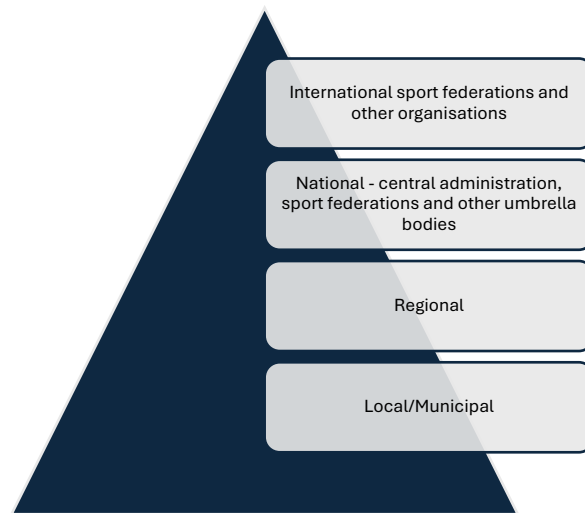 International sport federations and
other organisations
National - central administration,
sport federations and other umbrella
bodies
Regional
Local/Municipal